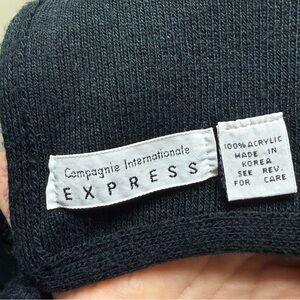 Compagnie Internationale
EXPRESS
100% ACRYLIC
MADE IN
KOREA
SEE REV.
FOR CARE